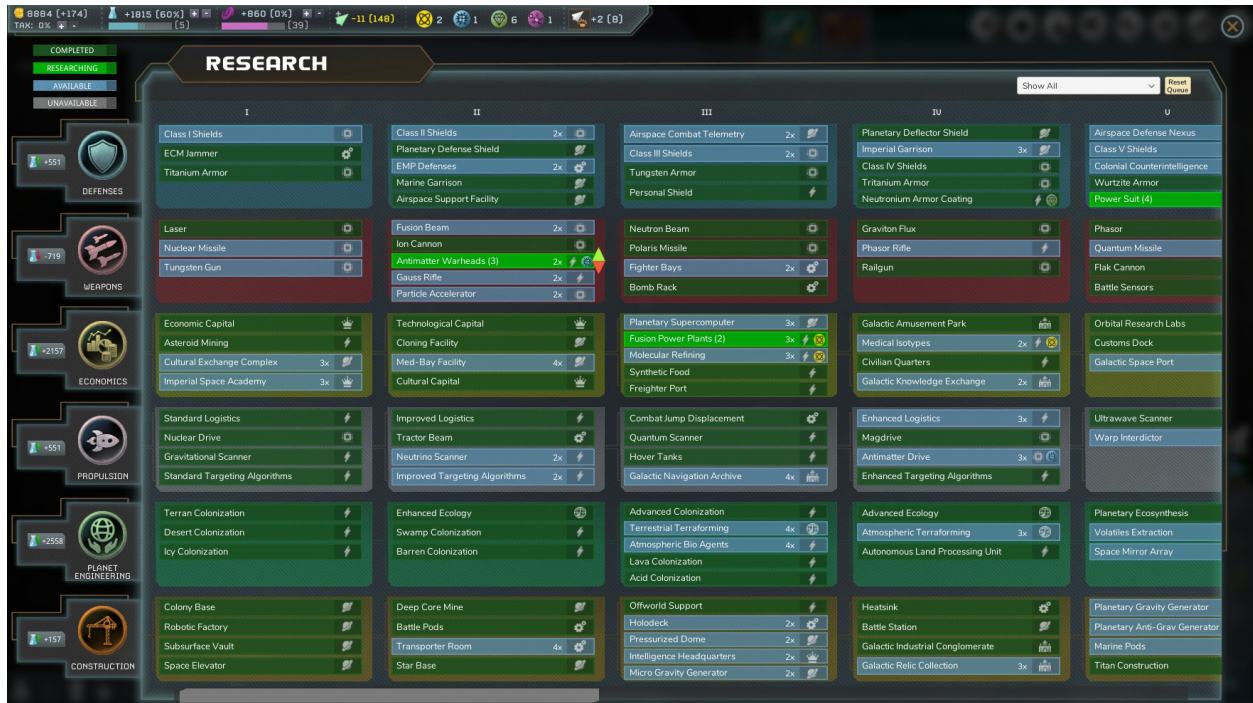 8884 (+174)
+1815 (60%) + -
+860 (0%) + -
-11 (148)
2
1
6
1
+2 (8)
TAX: 0% + -
(5)
(39)
COMPLETED
RESEARCHING
AVAILABLE
UNAVAILABLE
RESEARCH
Show All
Reset Queue
I
II
III
IV
V
+551
DEFENSES
Class I Shields
ECM Jammer
Titanium Armor
Class II Shields 2x
Planetary Defense Shield
EMP Defenses 2x
Marine Garrison
Airspace Support Facility
Airspace Combat Telemetry 2x
Class III Shields 2x
Tungsten Armor
Personal Shield
Planetary Deflector Shield
Imperial Garrison 3x
Class IV Shields
Tritanium Armor
Neutronium Armor Coating
Airspace Defense Nexus
Class V Shields
Colonial Counterintelligence
Wurtzite Armor
Power Suit (4)
-719
WEAPONS
Laser
Nuclear Missile
Tungsten Gun
Fusion Beam 2x
Ion Cannon
Antimatter Warheads (3) 2x
Gauss Rifle 2x
Particle Accelerator 2x
Neutron Beam
Polaris Missile
Fighter Bays 2x
Bomb Rack
Graviton Flux
Phasor Rifle
Railgun
Phasor
Quantum Missile
Flak Cannon
Battle Sensors
+2157
ECONOMICS
Economic Capital
Asteroid Mining
Cultural Exchange Complex 3x
Imperial Space Academy 3x
Technological Capital
Cloning Facility
Med-Bay Facility 4x
Cultural Capital
Planetary Supercomputer 3x
Fusion Power Plants (2) 3x
Molecular Refining 3x
Synthetic Food
Freighter Port
Galactic Amusement Park
Medical Isotypes 2x
Civilian Quarters
Galactic Knowledge Exchange 2x
Orbital Research Labs
Customs Dock
Galactic Space Port
+551
PROPULSION
Standard Logistics
Nuclear Drive
Gravitational Scanner
Standard Targeting Algorithms
Improved Logistics
Tractor Beam
Neutrino Scanner 2x
Improved Targeting Algorithms 2x
Combat Jump Displacement
Quantum Scanner
Hover Tanks
Galactic Navigation Archive 4x
Enhanced Logistics 3x
Magdrive
Antimatter Drive 3x
Enhanced Targeting Algorithms
Ultrawave Scanner
Warp Interdictor
+2558
PLANET
ENGINEERING
Terran Colonization
Desert Colonization
Icy Colonization
Enhanced Ecology
Swamp Colonization
Barren Colonization
Advanced Colonization
Terrestrial Terraforming 4x
Atmospheric Bio Agents 4x
Lava Colonization
Acid Colonization
Advanced Ecology
Atmospheric Terraforming 3x
Autonomous Land Processing Unit
Planetary Ecosynthesis
Volatiles Extraction
Space Mirror Array
+157
CONSTRUCTION
Colony Base
Robotic Factory
Subsurface Vault
Space Elevator
Deep Core Mine
Battle Pods
Transporter Room 4x
Star Base
Offworld Support
Holodeck 2x
Pressurized Dome 2x
Intelligence Headquarters 2x
Micro Gravity Generator 2x
Heatsink
Battle Station
Galactic Industrial Conglomerate
Galactic Relic Collection 3x
Planetary Gravity Generator
Planetary Anti-Grav Generator
Marine Pods
Titan Construction